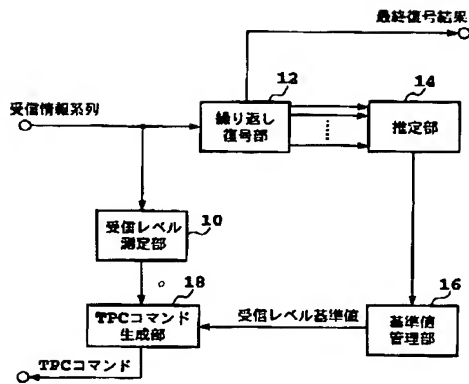 最終復号結果
12
14
受信情報系列
繰り返し
復号部
推定部
10
受信レベル
測定部
18
16
TPCコマンド
生成部
受信レベル基準値
基準値
管理部
TPCコマンド